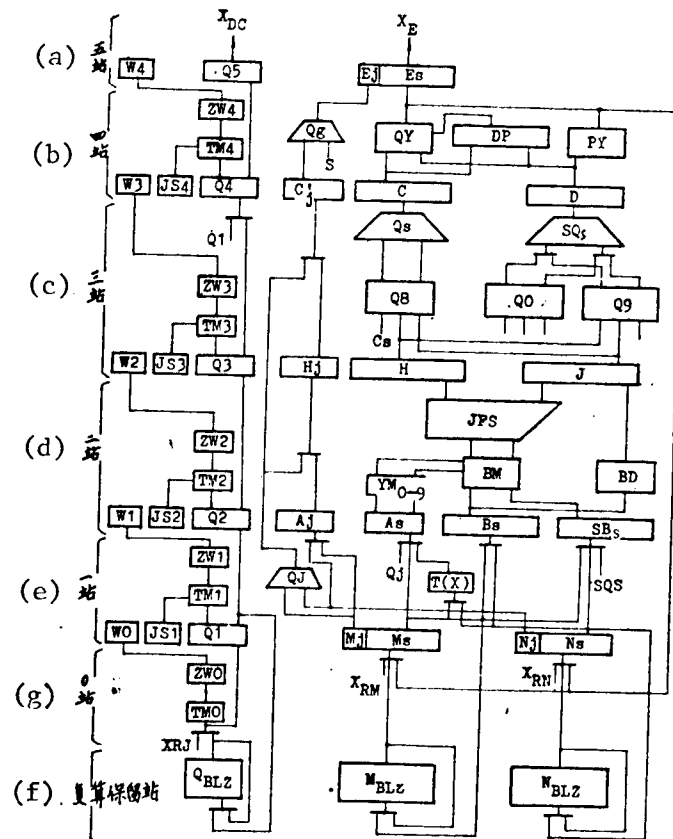 X_DC X_E
(a) 五站 W4 Q5 Ej Es
ZW4 Qg QY DP PY
(b) 四站 TM4 S
W3 JS4 Q4 C'j C D
Q1 Qs SQs
(c) 三站 ZW3 Q8 Q0 Q9
TM3 Cs
W2 JS3 Q3 Hj H J
JFS
(d) 二站 ZW2 BM BD
TM2 YM0-9
W1 JS2 Q2 Aj As Bs SBs
ZW1 QJ Qj T(X) SQS
(e) 一站 TM1
W0 JS1 Q1 Mj Ms Nj Ns
(g) 0站 ZW0 X_RM X_RN
TM0
XRJ
(f) 复算保留站 Q_BLZ M_BLZ N_BLZ